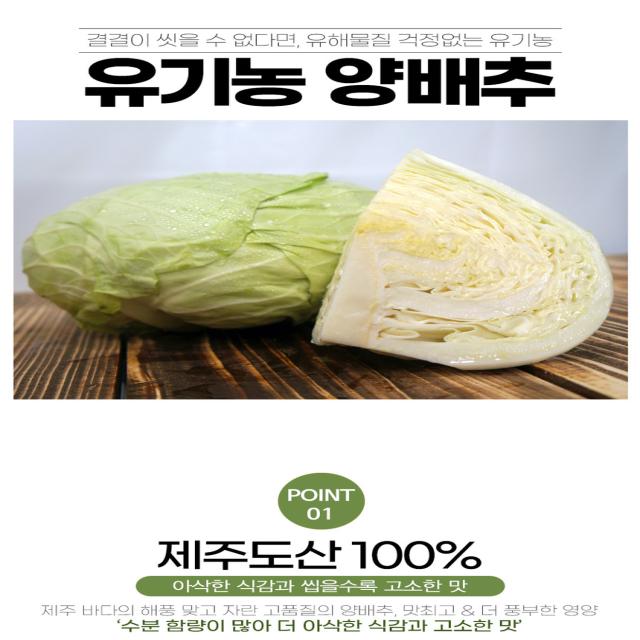 결결이 씻을 수 없다면, 유해물질 걱정없는 유기농
유기농 양배추
POINT
01
제주도산 100%
아삭한 식감과 씹을수록 고소한 맛
제주 바다의 해풍 맞고 자란 고품질의 양배추, 맛최고 & 더 풍부한 영양
‘수분 함량이 많아 더 아삭한 식감과 고소한 맛’